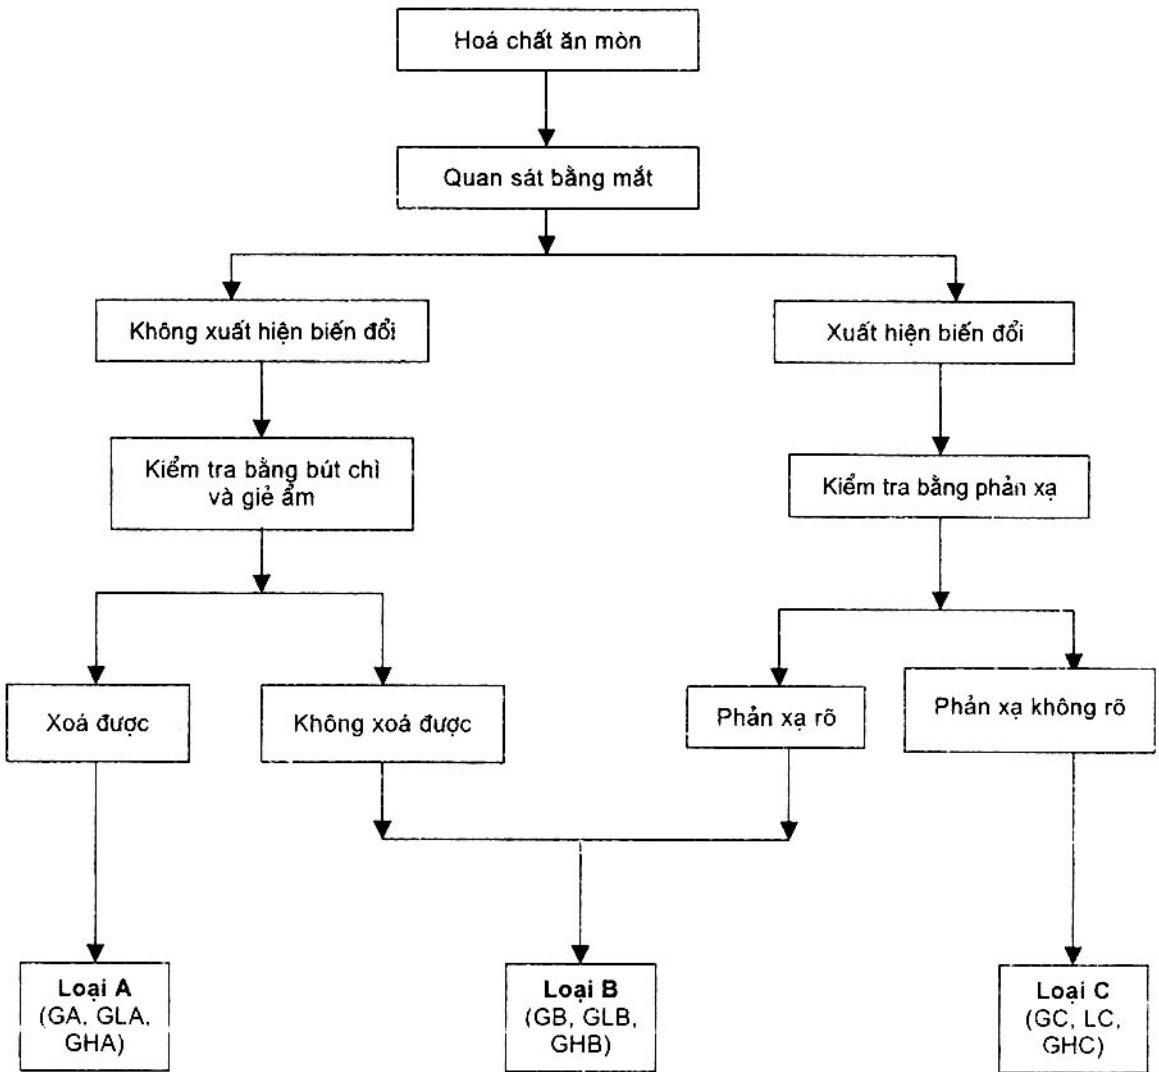 Hoá chất ăn mòn
Quan sát bằng mắt
Không xuất hiện biến đổi
Xuất hiện biến đổi
Kiểm tra bằng bút chì
và giẻ ẩm
Kiểm tra bằng phản xạ
Xoá được
Không xoá được
Phản xạ rõ
Phản xạ không rõ
Loại A
(GA, GLA,
GHA)
Loại B
(GB, GLB,
GHB)
Loại C
(GC, LC,
GHC)